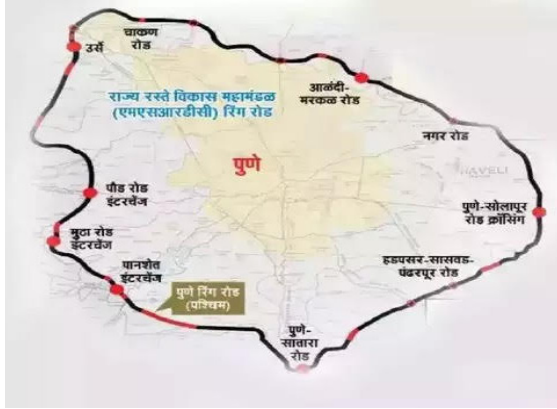 चाकण
रोड
उर्से
राज्य रस्ते विकास महामंडळ
(एमएसआरडीसी) रिंग रोड
आळंदी-
मरकळ रोड
नगर रोड
पुणे
HAVELI
पौड रोड
इंटरचेंज
पुणे-सोलापूर
रोड क्रॉसिंग
मुठा रोड
इंटरचेंज
पानशेत
इंटरचेंज
हडपसर-सासवड-
पंढरपूर रोड
पुणे रिंग रोड
(पश्चिम)
पुणे-
सातारा
रोड